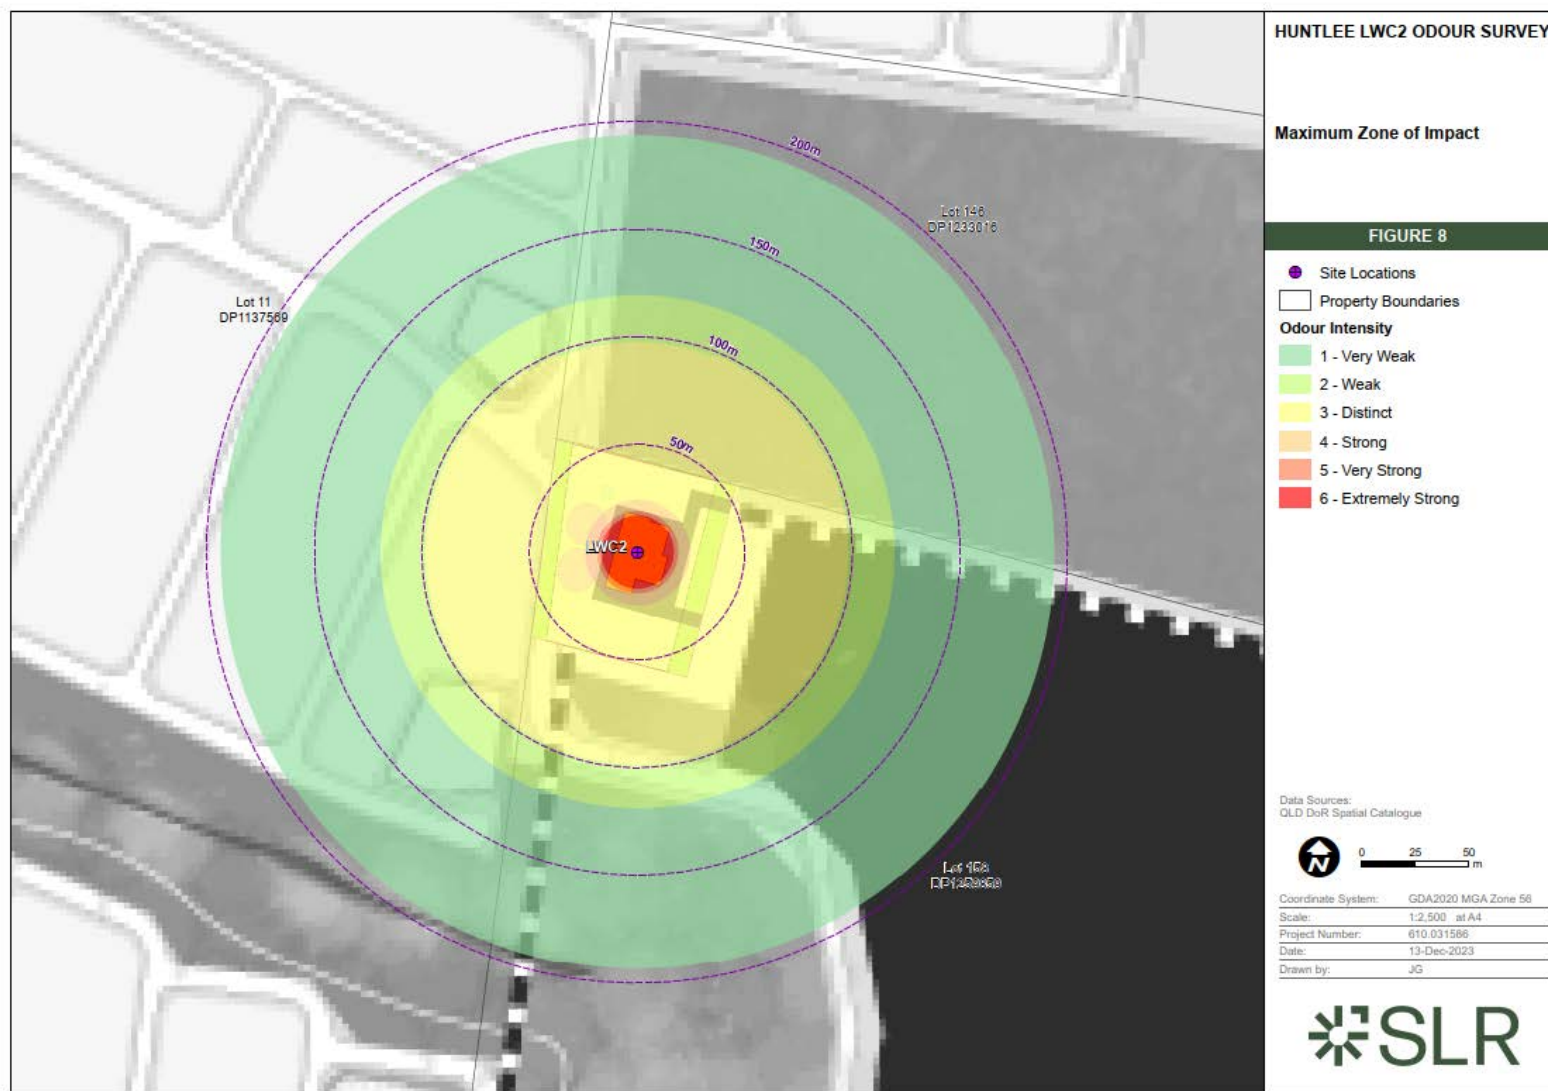 HUNTLEE LWC2 ODOUR SURVEY
Maximum Zone of Impact
FIGURE 8
Site Locations
Property Boundaries
Odour Intensity
1 - Very Weak
2 - Weak
3 - Distinct
4 - Strong
5 - Very Strong
6 - Extremely Strong
200m
Lot 146
DP1233016
150m
Lot 11
DP1137569
100m
50m
LWC2
Lot
Data Sources:
QLD DoR Spatial Catalogue
N
0 25 50
m
Coordinate System: GDA2020 MGA Zone 56
Scale: 1:2,500 at A4
Project Number: 610.031586
Date: 13-Dec-2023
Drawn by: JG
SLR